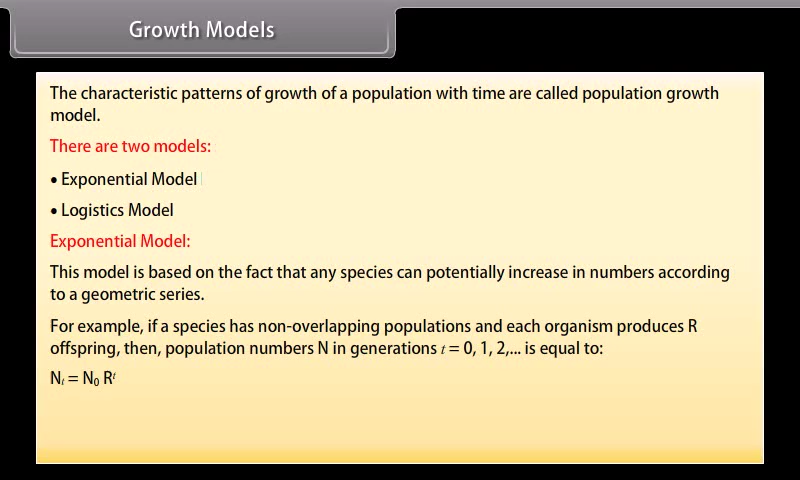 Growth Models
The characteristic patterns of growth of a population with time are called population growth
model.
There are two models:
• Exponential Model
• Logistics Model
Exponential Model:
This model is based on the fact that any species can potentially increase in numbers according
to a geometric series.
For example, if a species has non-overlapping populations and each organism produces R
offspring, then, population numbers N in generations t = 0, 1, 2,... is equal to:
Nₜ = N₀ Rᵗ